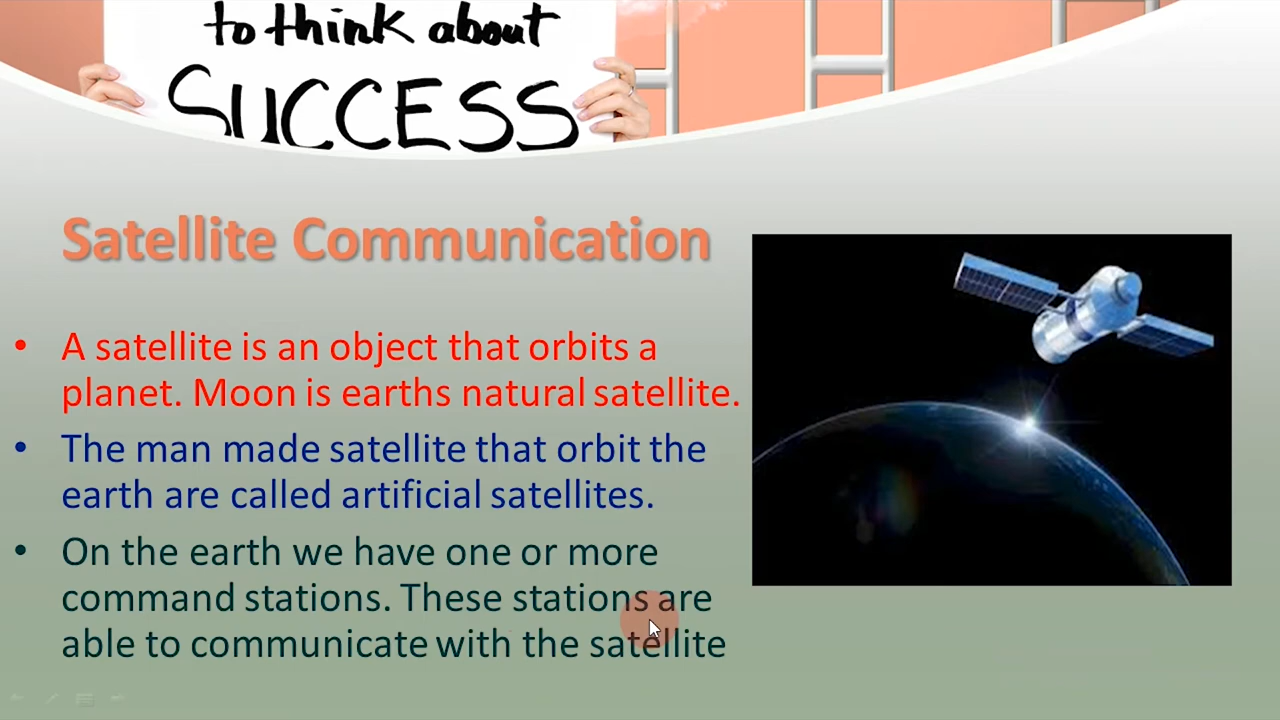 to think about
SUCCESS
Satellite Communication
• A satellite is an object that orbits a
planet. Moon is earths natural satellite.
• The man made satellite that orbit the
earth are called artificial satellites.
• On the earth we have one or more
command stations. These stations are
able to communicate with the satellite